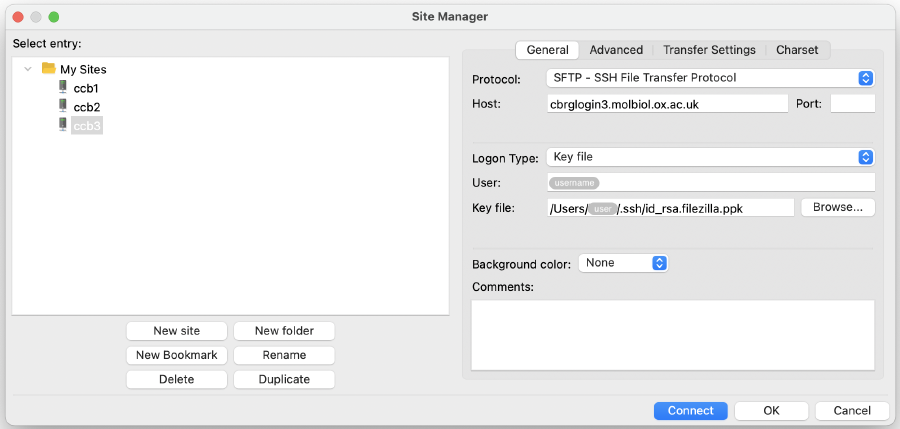 Site Manager
Select entry:
My Sites
ccb1
ccb2
ccb3
New site New folder
New Bookmark Rename
Delete Duplicate
General Advanced Transfer Settings Charset
Protocol: SFTP - SSH File Transfer Protocol
Host: cbrglogin3.molbiol.ox.ac.uk Port:
Logon Type: Key file
User: username
Key file: /Users/ user /.ssh/id_rsa.filezilla.ppk Browse...
Background color: None
Comments:
Connect OK Cancel